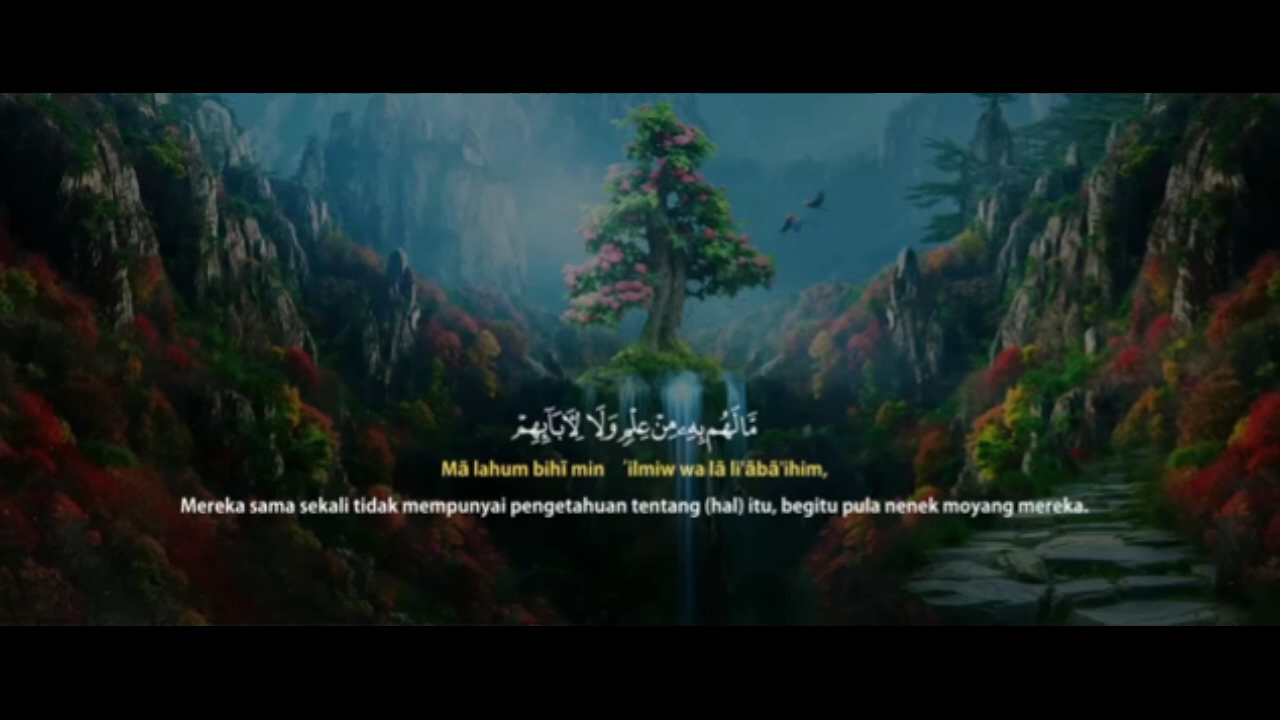 مَّا لَهُم بِهِۦ مِنْ عِلْمٍ وَلَا لِآبَآئِهِمْ
Mā lahum bihī min ´ilmiw wa lā li'ābā'ihim,
Mereka sama sekali tidak mempunyai pengetahuan tentang (hal) itu, begitu pula nenek moyang mereka.